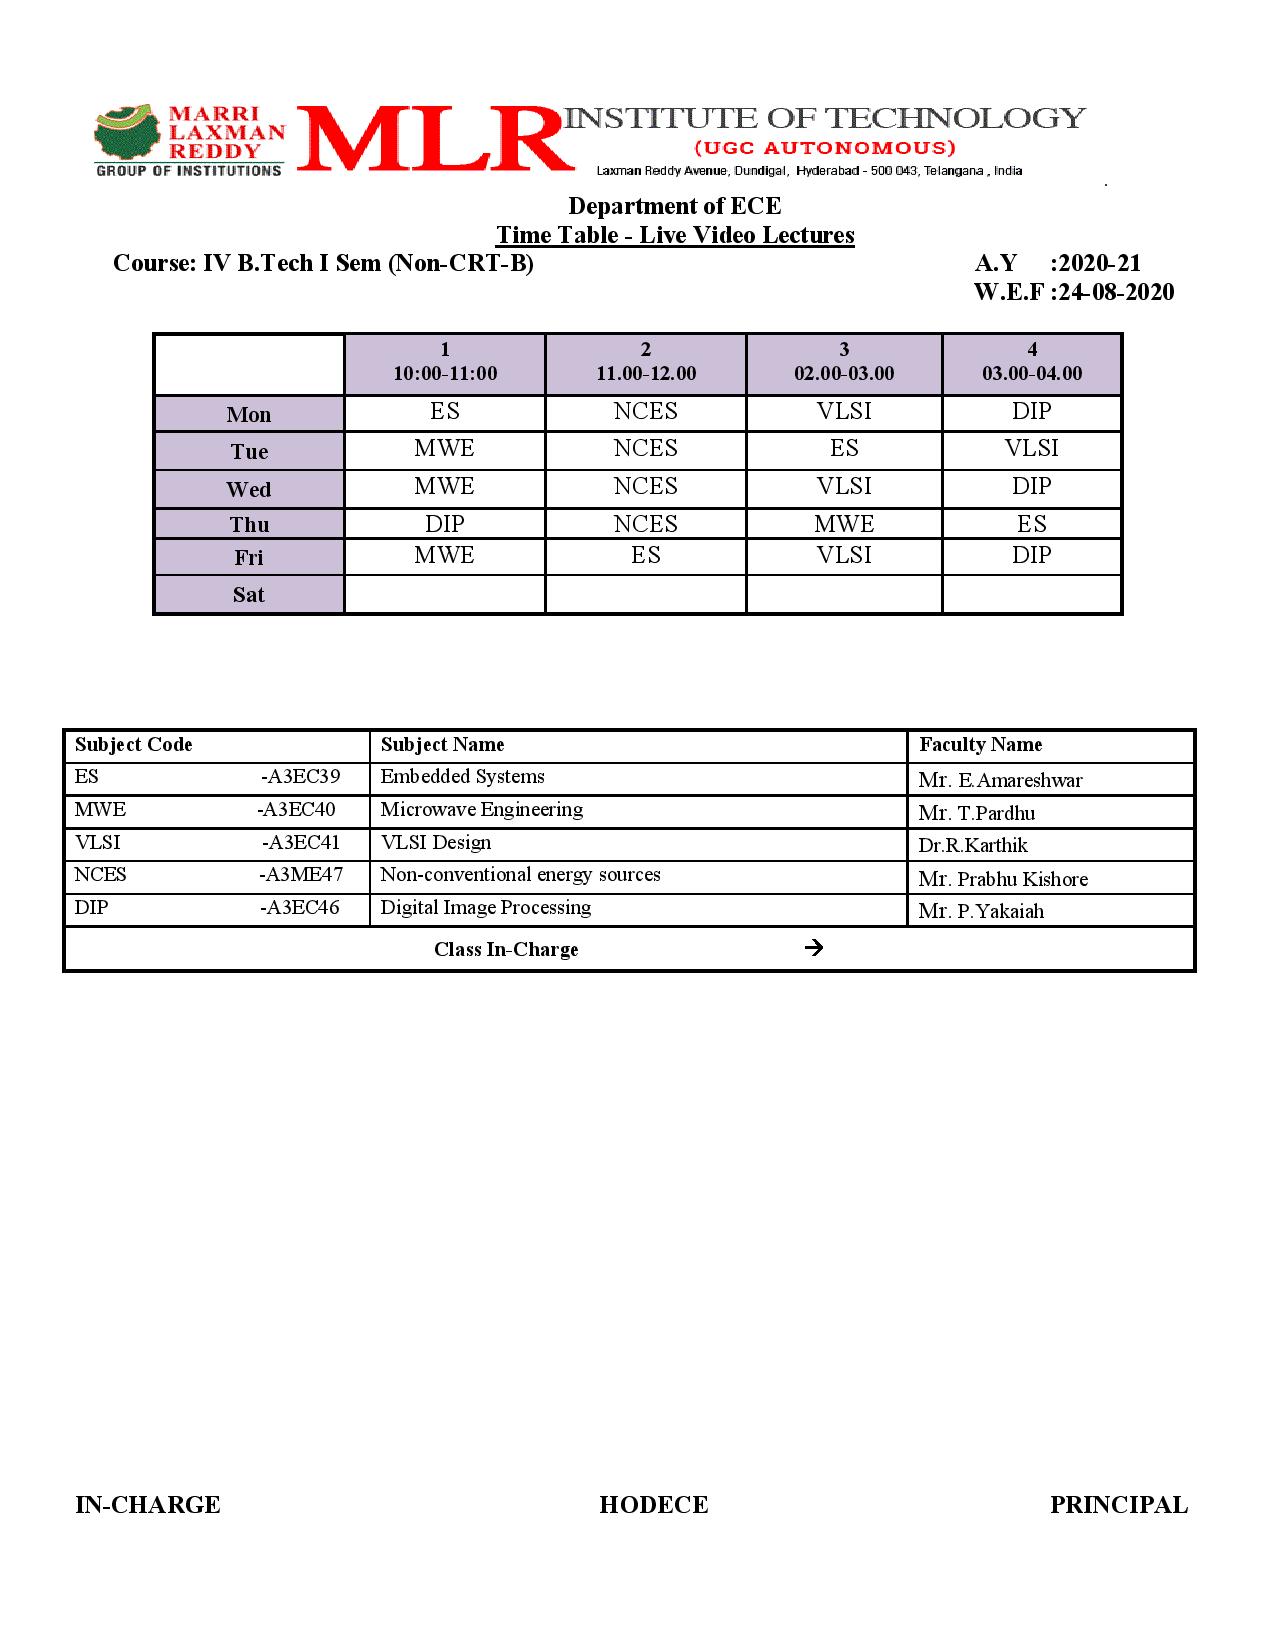 MARRI
LAXMAN
REDDY
GROUP OF INSTITUTIONS
MLR INSTITUTE OF TECHNOLOGY
(UGC AUTONOMOUS)
Laxman Reddy Avenue, Dundigal, Hyderabad - 500 043, Telangana , India
.
Department of ECE
Time Table - Live Video Lectures
Course: IV B.Tech I Sem (Non-CRT-B) A.Y :2020-21
W.E.F :24-08-2020
1 2 3 4
10:00-11:00 11.00-12.00 02.00-03.00 03.00-04.00
Mon ES NCES VLSI DIP
Tue MWE NCES ES VLSI
Wed MWE NCES VLSI DIP
Thu DIP NCES MWE ES
Fri MWE ES VLSI DIP
Sat
Subject Code Subject Name Faculty Name
ES -A3EC39 Embedded Systems Mr. E.Amareshwar
MWE -A3EC40 Microwave Engineering Mr. T.Pardhu
VLSI -A3EC41 VLSI Design Dr.R.Karthik
NCES -A3ME47 Non-conventional energy sources Mr. Prabhu Kishore
DIP -A3EC46 Digital Image Processing Mr. P.Yakaiah
Class In-Charge →
IN-CHARGE HODECE PRINCIPAL